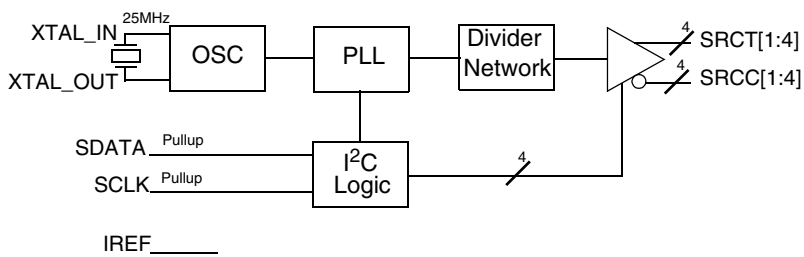 25MHz
XTAL_IN
XTAL_OUT
OSC
PLL
Divider
Network
4
SRCT[1:4]
4
SRCC[1:4]
SDATA
Pullup
SCLK
Pullup
I²C
Logic
4
IREF